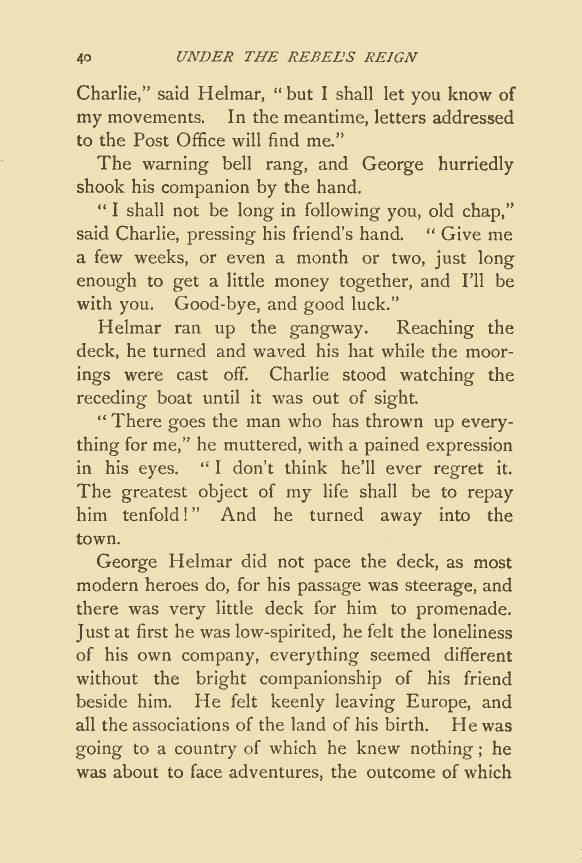 40 UNDER THE REBEL'S REIGN
Charlie," said Helmar, "but I shall let you know of
my movements. In the meantime, letters addressed
to the Post Office will find me."
The warning bell rang, and George hurriedly
shook his companion by the hand.
"I shall not be long in following you, old chap,"
said Charlie, pressing his friend's hand. "Give me
a few weeks, or even a month or two, just long
enough to get a little money together, and I'll be
with you. Good-bye, and good luck."
Helmar ran up the gangway. Reaching the
deck, he turned and waved his hat while the moor-
ings were cast off. Charlie stood watching the
receding boat until it was out of sight.
"There goes the man who has thrown up every-
thing for me," he muttered, with a pained expression
in his eyes. "I don't think he'll ever regret it.
The greatest object of my life shall be to repay
him tenfold!" And he turned away into the
town.
George Helmar did not pace the deck, as most
modern heroes do, for his passage was steerage, and
there was very little deck for him to promenade.
Just at first he was low-spirited, he felt the loneliness
of his own company, everything seemed different
without the bright companionship of his friend
beside him. He felt keenly leaving Europe, and
all the associations of the land of his birth. He was
going to a country of which he knew nothing; he
was about to face adventures, the outcome of which